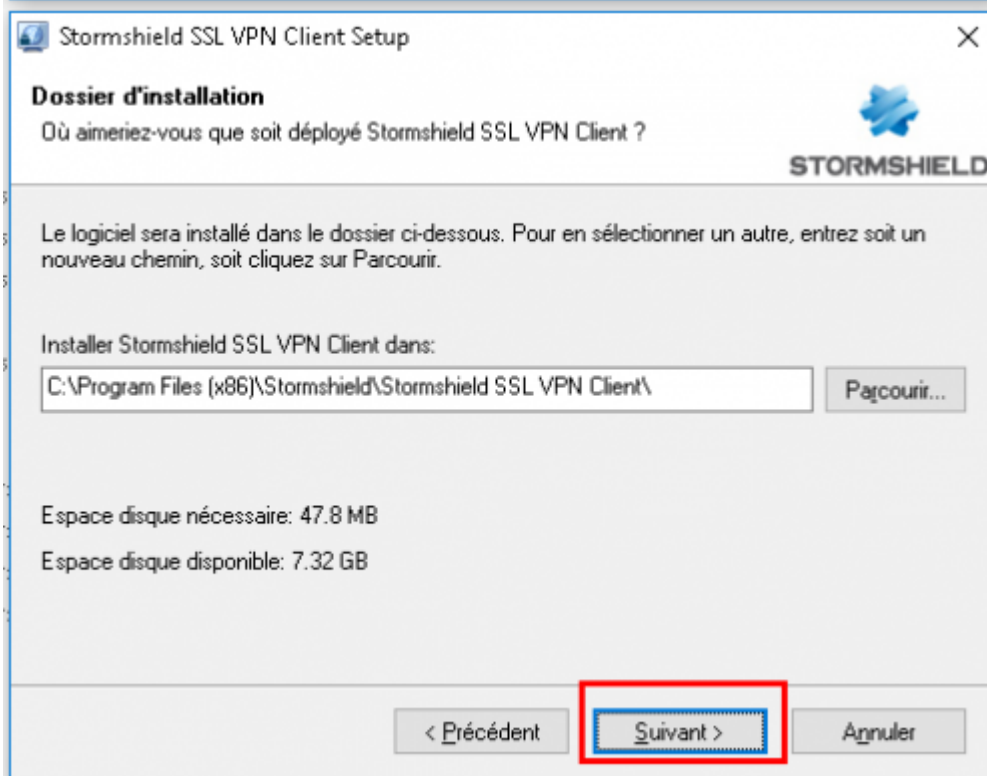 Stormshield SSL VPN Client Setup
Dossier d'installation
Où aimeriez-vous que soit déployé Stormshield SSL VPN Client ?
STORMSHIELD
Le logiciel sera installé dans le dossier ci-dessous. Pour en sélectionner un autre, entrez soit un
nouveau chemin, soit cliquez sur Parcourir.
Installer Stormshield SSL VPN Client dans:
C:\Program Files (x86)\Stormshield\Stormshield SSL VPN Client\
Parcourir...
Espace disque nécessaire: 47.8 MB
Espace disque disponible: 7.32 GB
< Précédent
Suivant >
Annuler